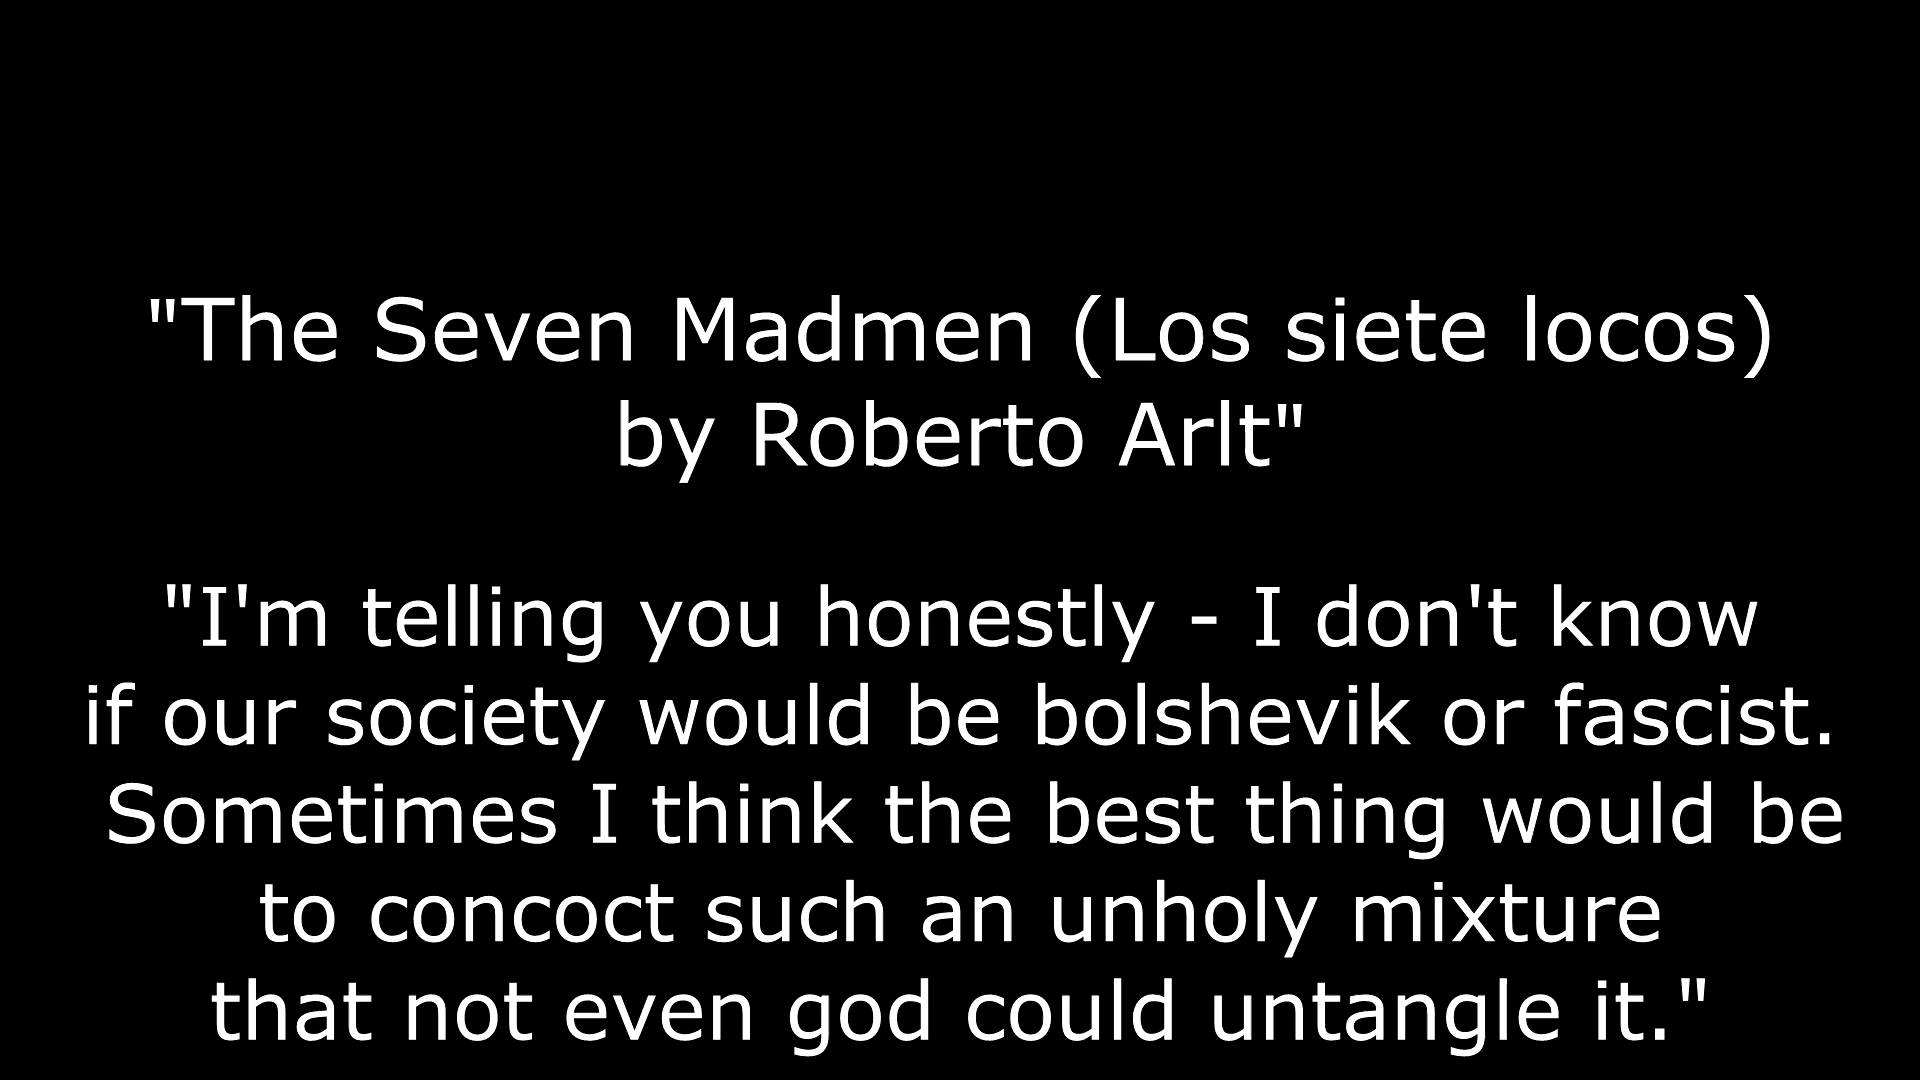 "The Seven Madmen (Los siete locos)
by Roberto Arlt"
"I'm telling you honestly - I don't know
if our society would be bolshevik or fascist.
Sometimes I think the best thing would be
to concoct such an unholy mixture
that not even god could untangle it."